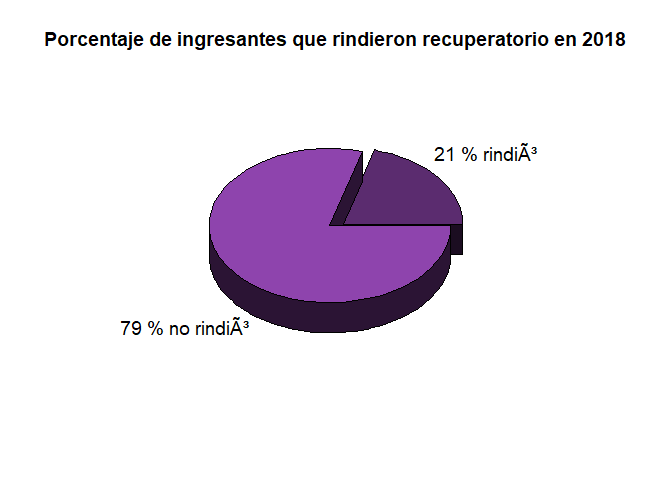 Porcentaje de ingresantes que rindieron recuperatorio en 2018
21 % rindiÃ³
79 % no rindiÃ³